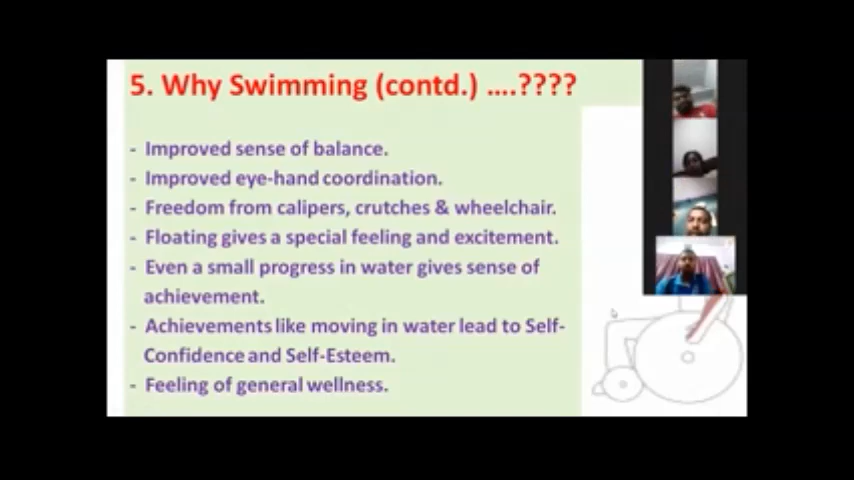 5. Why Swimming (contd.) ....????
- Improved sense of balance.
- Improved eye-hand coordination.
- Freedom from calipers, crutches & wheelchair.
- Floating gives a special feeling and excitement.
- Even a small progress in water gives sense of
achievement.
- Achievements like moving in water lead to Self-
Confidence and Self-Esteem.
- Feeling of general wellness.